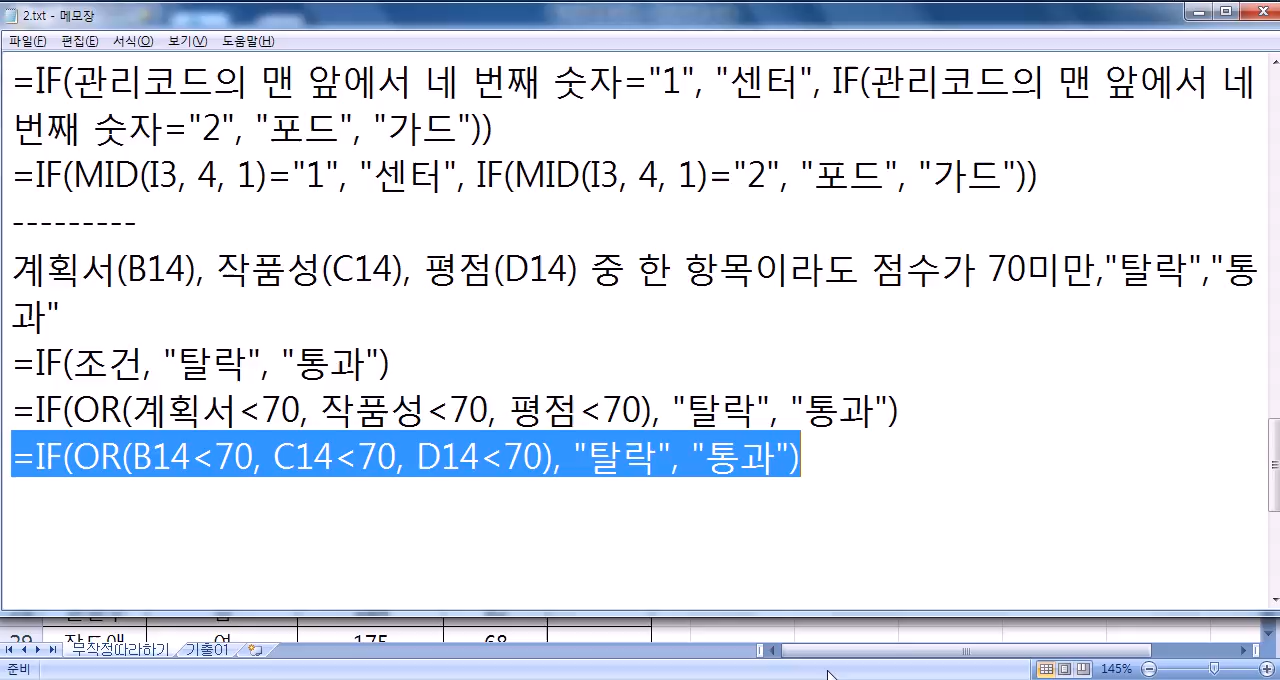 2.txt - 메모장
파일(F) 편집(E) 서식(O) 보기(V) 도움말(H)
=IF(관리코드의 맨 앞에서 네 번째 숫자="1", "센터", IF(관리코드의 맨 앞에서 네
번째 숫자="2", "포드", "가드"))
=IF(MID(I3, 4, 1)="1", "센터", IF(MID(I3, 4, 1)="2", "포드", "가드"))
---------
계획서(B14), 작품성(C14), 평점(D14) 중 한 항목이라도 점수가 70미만,"탈락","통
과"
=IF(조건, "탈락", "통과")
=IF(OR(계획서<70, 작품성<70, 평점<70), "탈락", "통과")
=IF(OR(B14<70, C14<70, D14<70), "탈락", "통과")
무작정따라하기 기출01
준비 145%